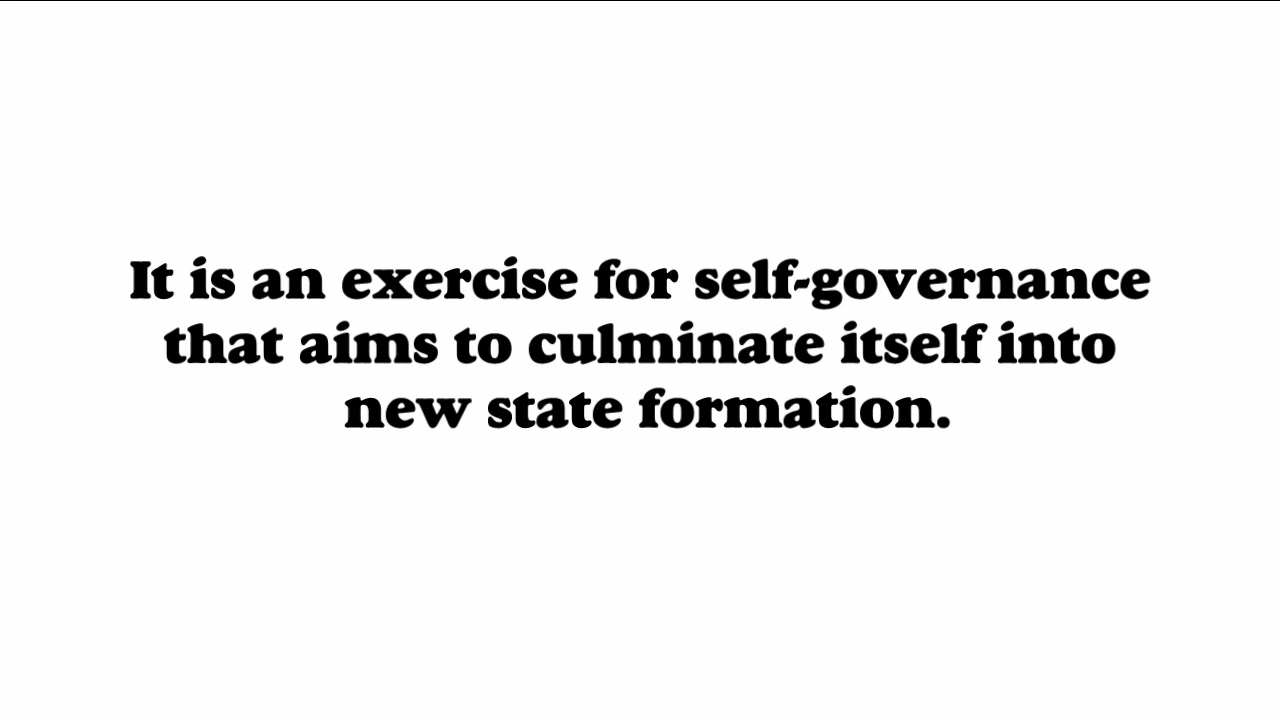 It is an exercise for self-governance
that aims to culminate itself into
new state formation.